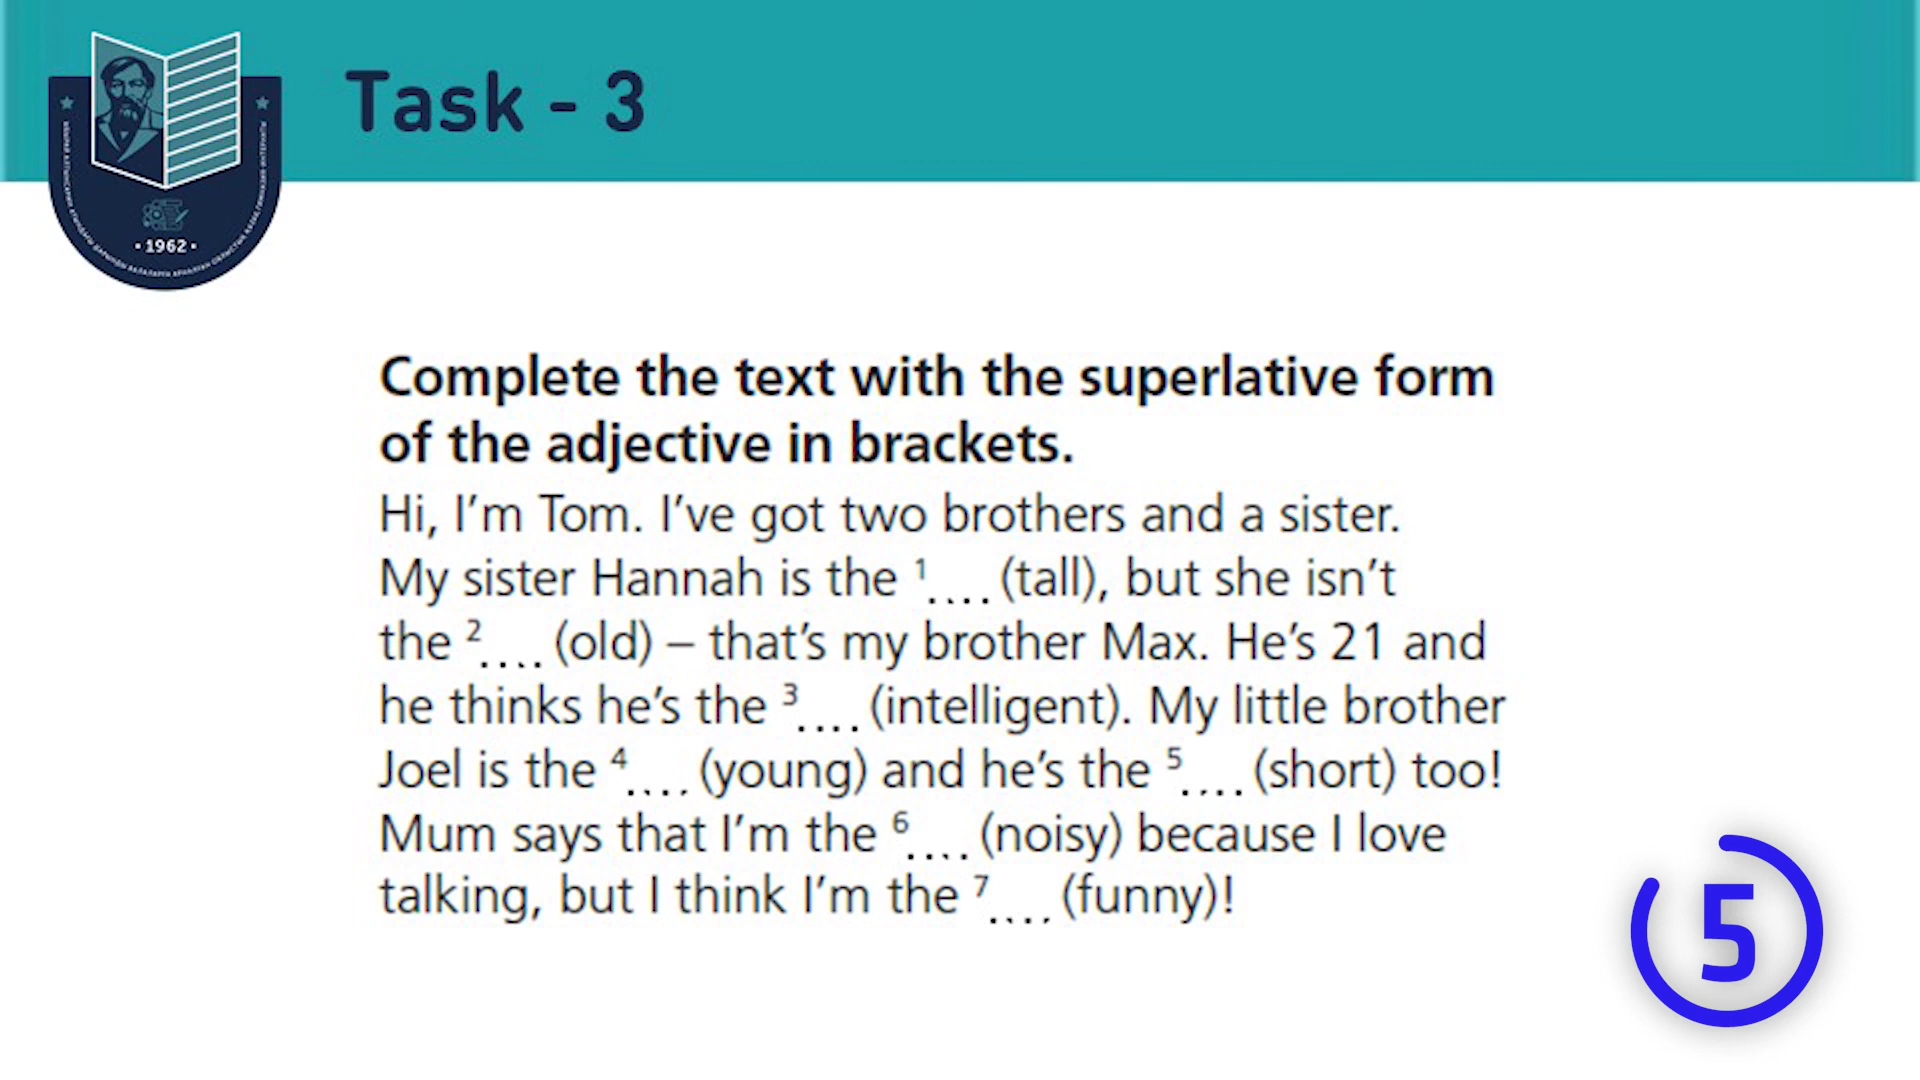 Task - 3
• 1962 •
Complete the text with the superlative form
of the adjective in brackets.
Hi, I’m Tom. I’ve got two brothers and a sister.
My sister Hannah is the ¹.... (tall), but she isn’t
the ².... (old) – that’s my brother Max. He’s 21 and
he thinks he’s the ³.... (intelligent). My little brother
Joel is the ⁴.... (young) and he’s the ⁵.... (short) too!
Mum says that I’m the ⁶.... (noisy) because I love
talking, but I think I’m the ⁷.... (funny)!
5